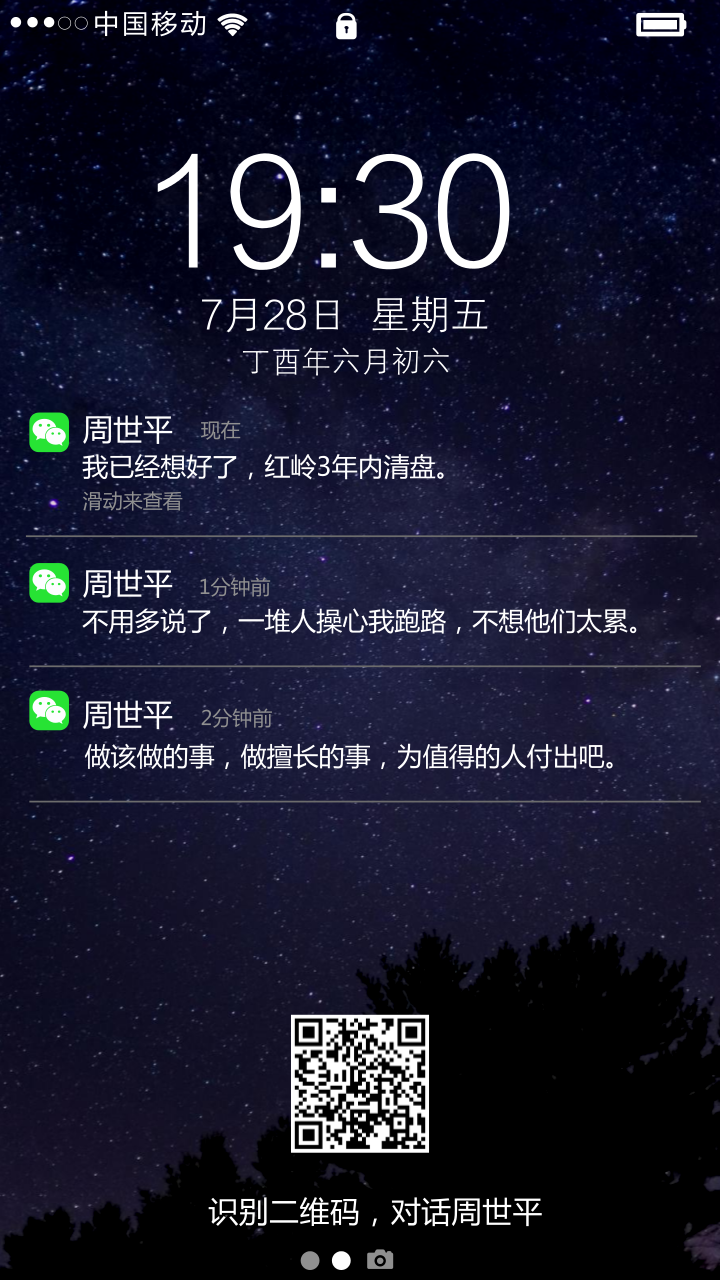 中国移动
19:30
7月28日 星期五
丁酉年六月初六
周世平 现在
我已经想好了，红岭3年内清盘。
滑动来查看
周世平 1分钟前
不用多说了，一堆人操心我跑路，不想他们太累。
周世平 2分钟前
做该做的事，做擅长的事，为值得的人付出吧。
识别二维码，对话周世平